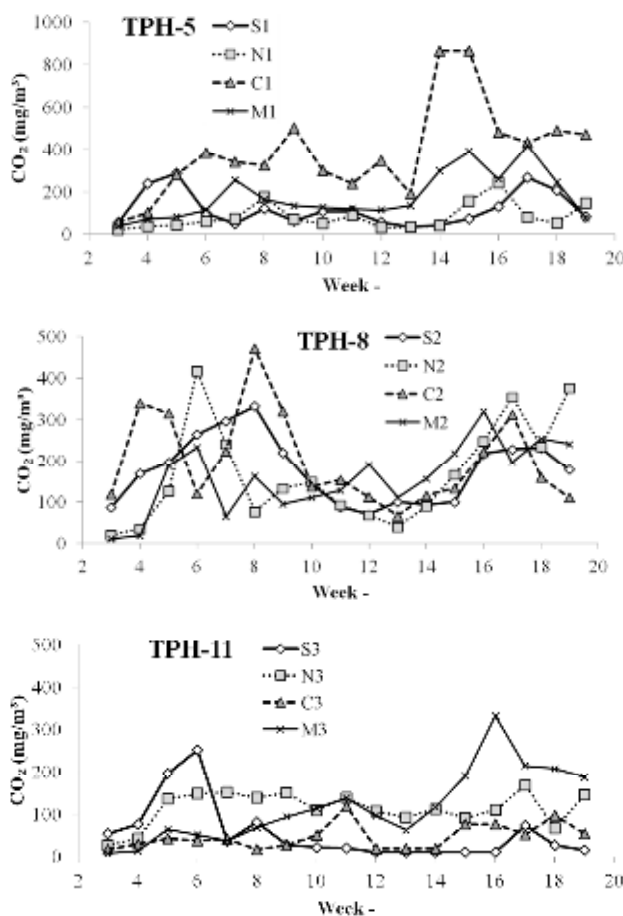 TPH-5
S1
N1
C1
M1
CO₂ (mg/m³)
1000
800
600
400
200
0
2 4 6 8 10 12 14 16 18 20
Week -
TPH-8
S2
N2
C2
M2
CO₂ (mg/m³)
500
400
300
200
100
0
2 4 6 8 10 12 14 16 18 20
Week -
TPH-11
S3
N3
C3
M3
CO₂ (mg/m³)
500
400
300
200
100
0
2 4 6 8 10 12 14 16 18 20
Week -